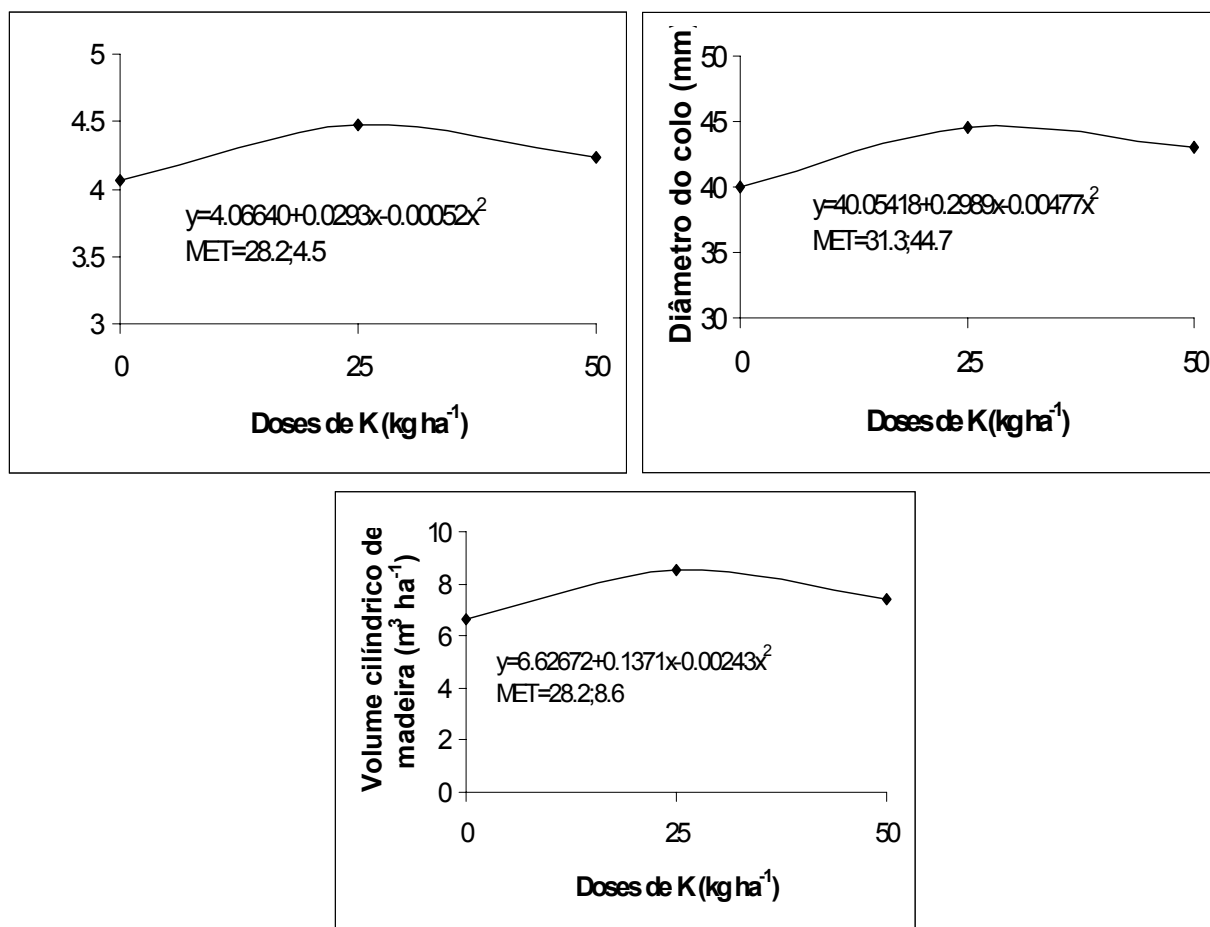 5
4.5
4
3.5
3
y=4.06640+0.0293x-0.00052x²
MET=28.2;4.5
0 25 50
Doses de K (kg ha⁻¹)
Diâmetro do colo (mm)
50
45
40
35
30
y=40.05418+0.2989x-0.00477x²
MET=31.3;44.7
0 25 50
Doses de K (kg ha⁻¹)
Volume cilíndrico de
madeira (m³ ha⁻¹)
10
8
6
4
2
0
y=6.62672+0.1371x-0.00243x²
MET=28.2;8.6
0 25 50
Doses de K (kg ha⁻¹)